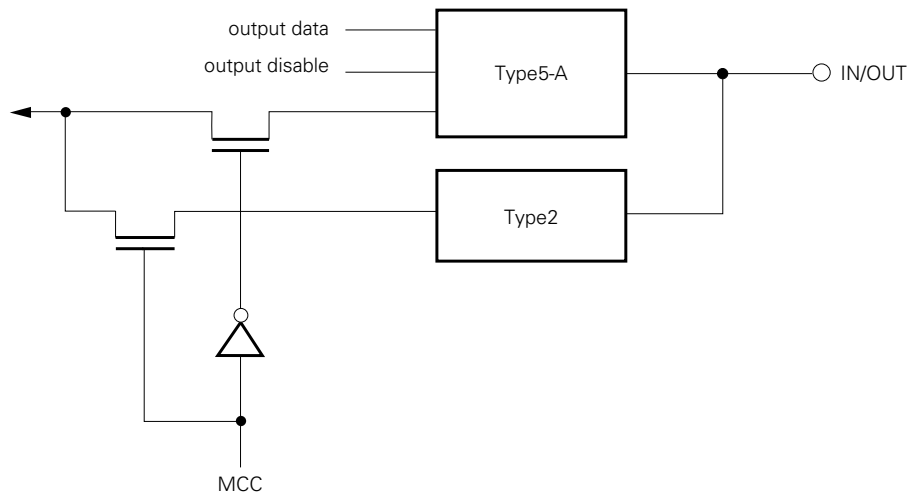 output data
output disable
Type5-A
IN/OUT
Type2
MCC